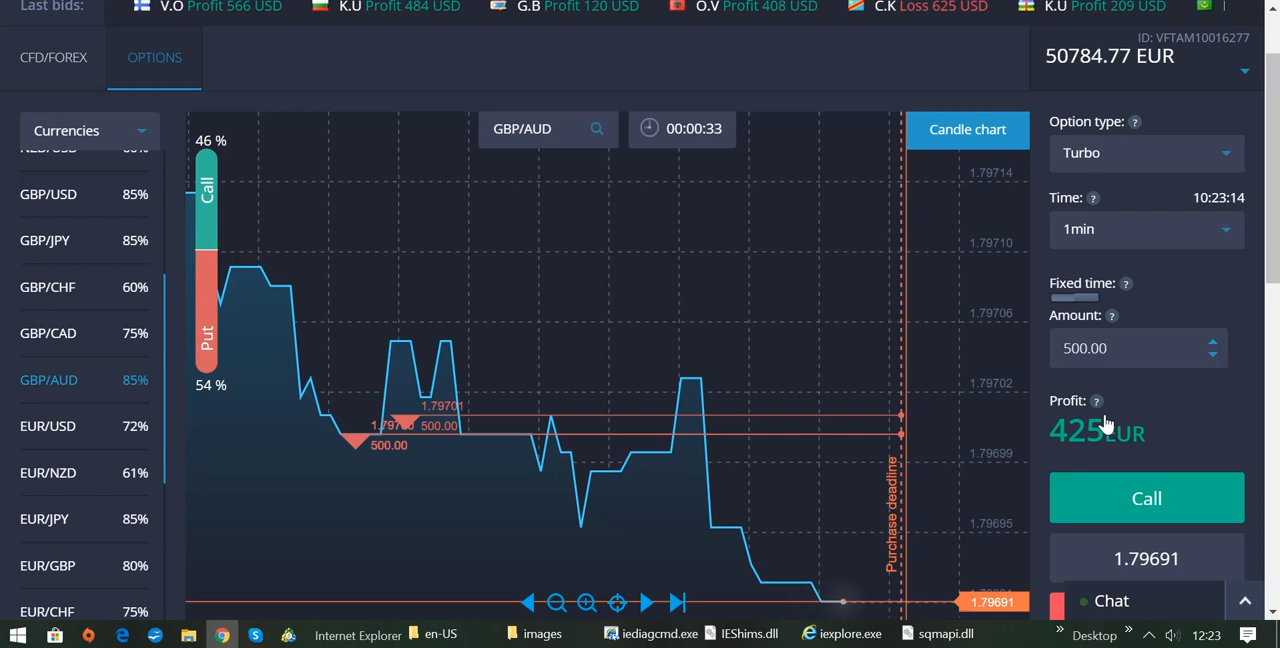 Last bids:
V.O Profit 566 USD
K.U Profit 484 USD
G.B Profit 120 USD
O.V Profit 408 USD
C.K Loss 625 USD
K.U Profit 209 USD
CFD/FOREX
OPTIONS
ID: VFTAM10016277
50784.77 EUR
Currencies
GBP/USD 85%
GBP/JPY 85%
GBP/CHF 60%
GBP/CAD 75%
GBP/AUD 85%
EUR/USD 72%
EUR/NZD 61%
EUR/JPY 85%
EUR/GBP 80%
EUR/CHF 75%
46 %
Call
Put
54 %
GBP/AUD
00:00:33
Candle chart
1.79714
1.79710
1.79706
1.79702
1.79699
1.79695
1.79691
1.79701
500.00
500.00
Purchase deadline
Option type: ?
Turbo
Time: ? 10:23:14
1min
Fixed time: ?
Amount: ?
500.00
Profit: ?
425EUR
Call
1.79691
Chat
Internet Explorer
en-US
images
iediagcmd.exe
IEShims.dll
iexplore.exe
sqmapi.dll
Desktop
12:23